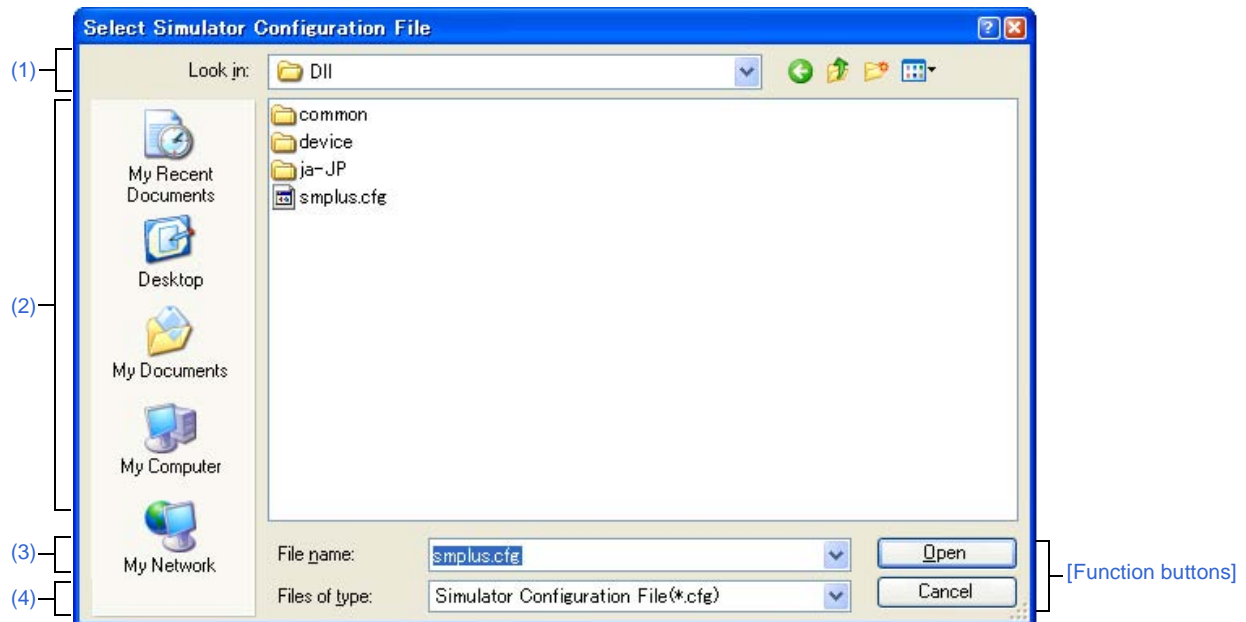 Select Simulator Configuration File
(1)
Look in:
Dll
common
device
ja-JP
smplus.cfg
My Recent
Documents
Desktop
(2)
My Documents
My Computer
My Network
(3)
File name:
smplus.cfg
Open
[Function buttons]
(4)
Files of type:
Simulator Configuration File(*.cfg)
Cancel